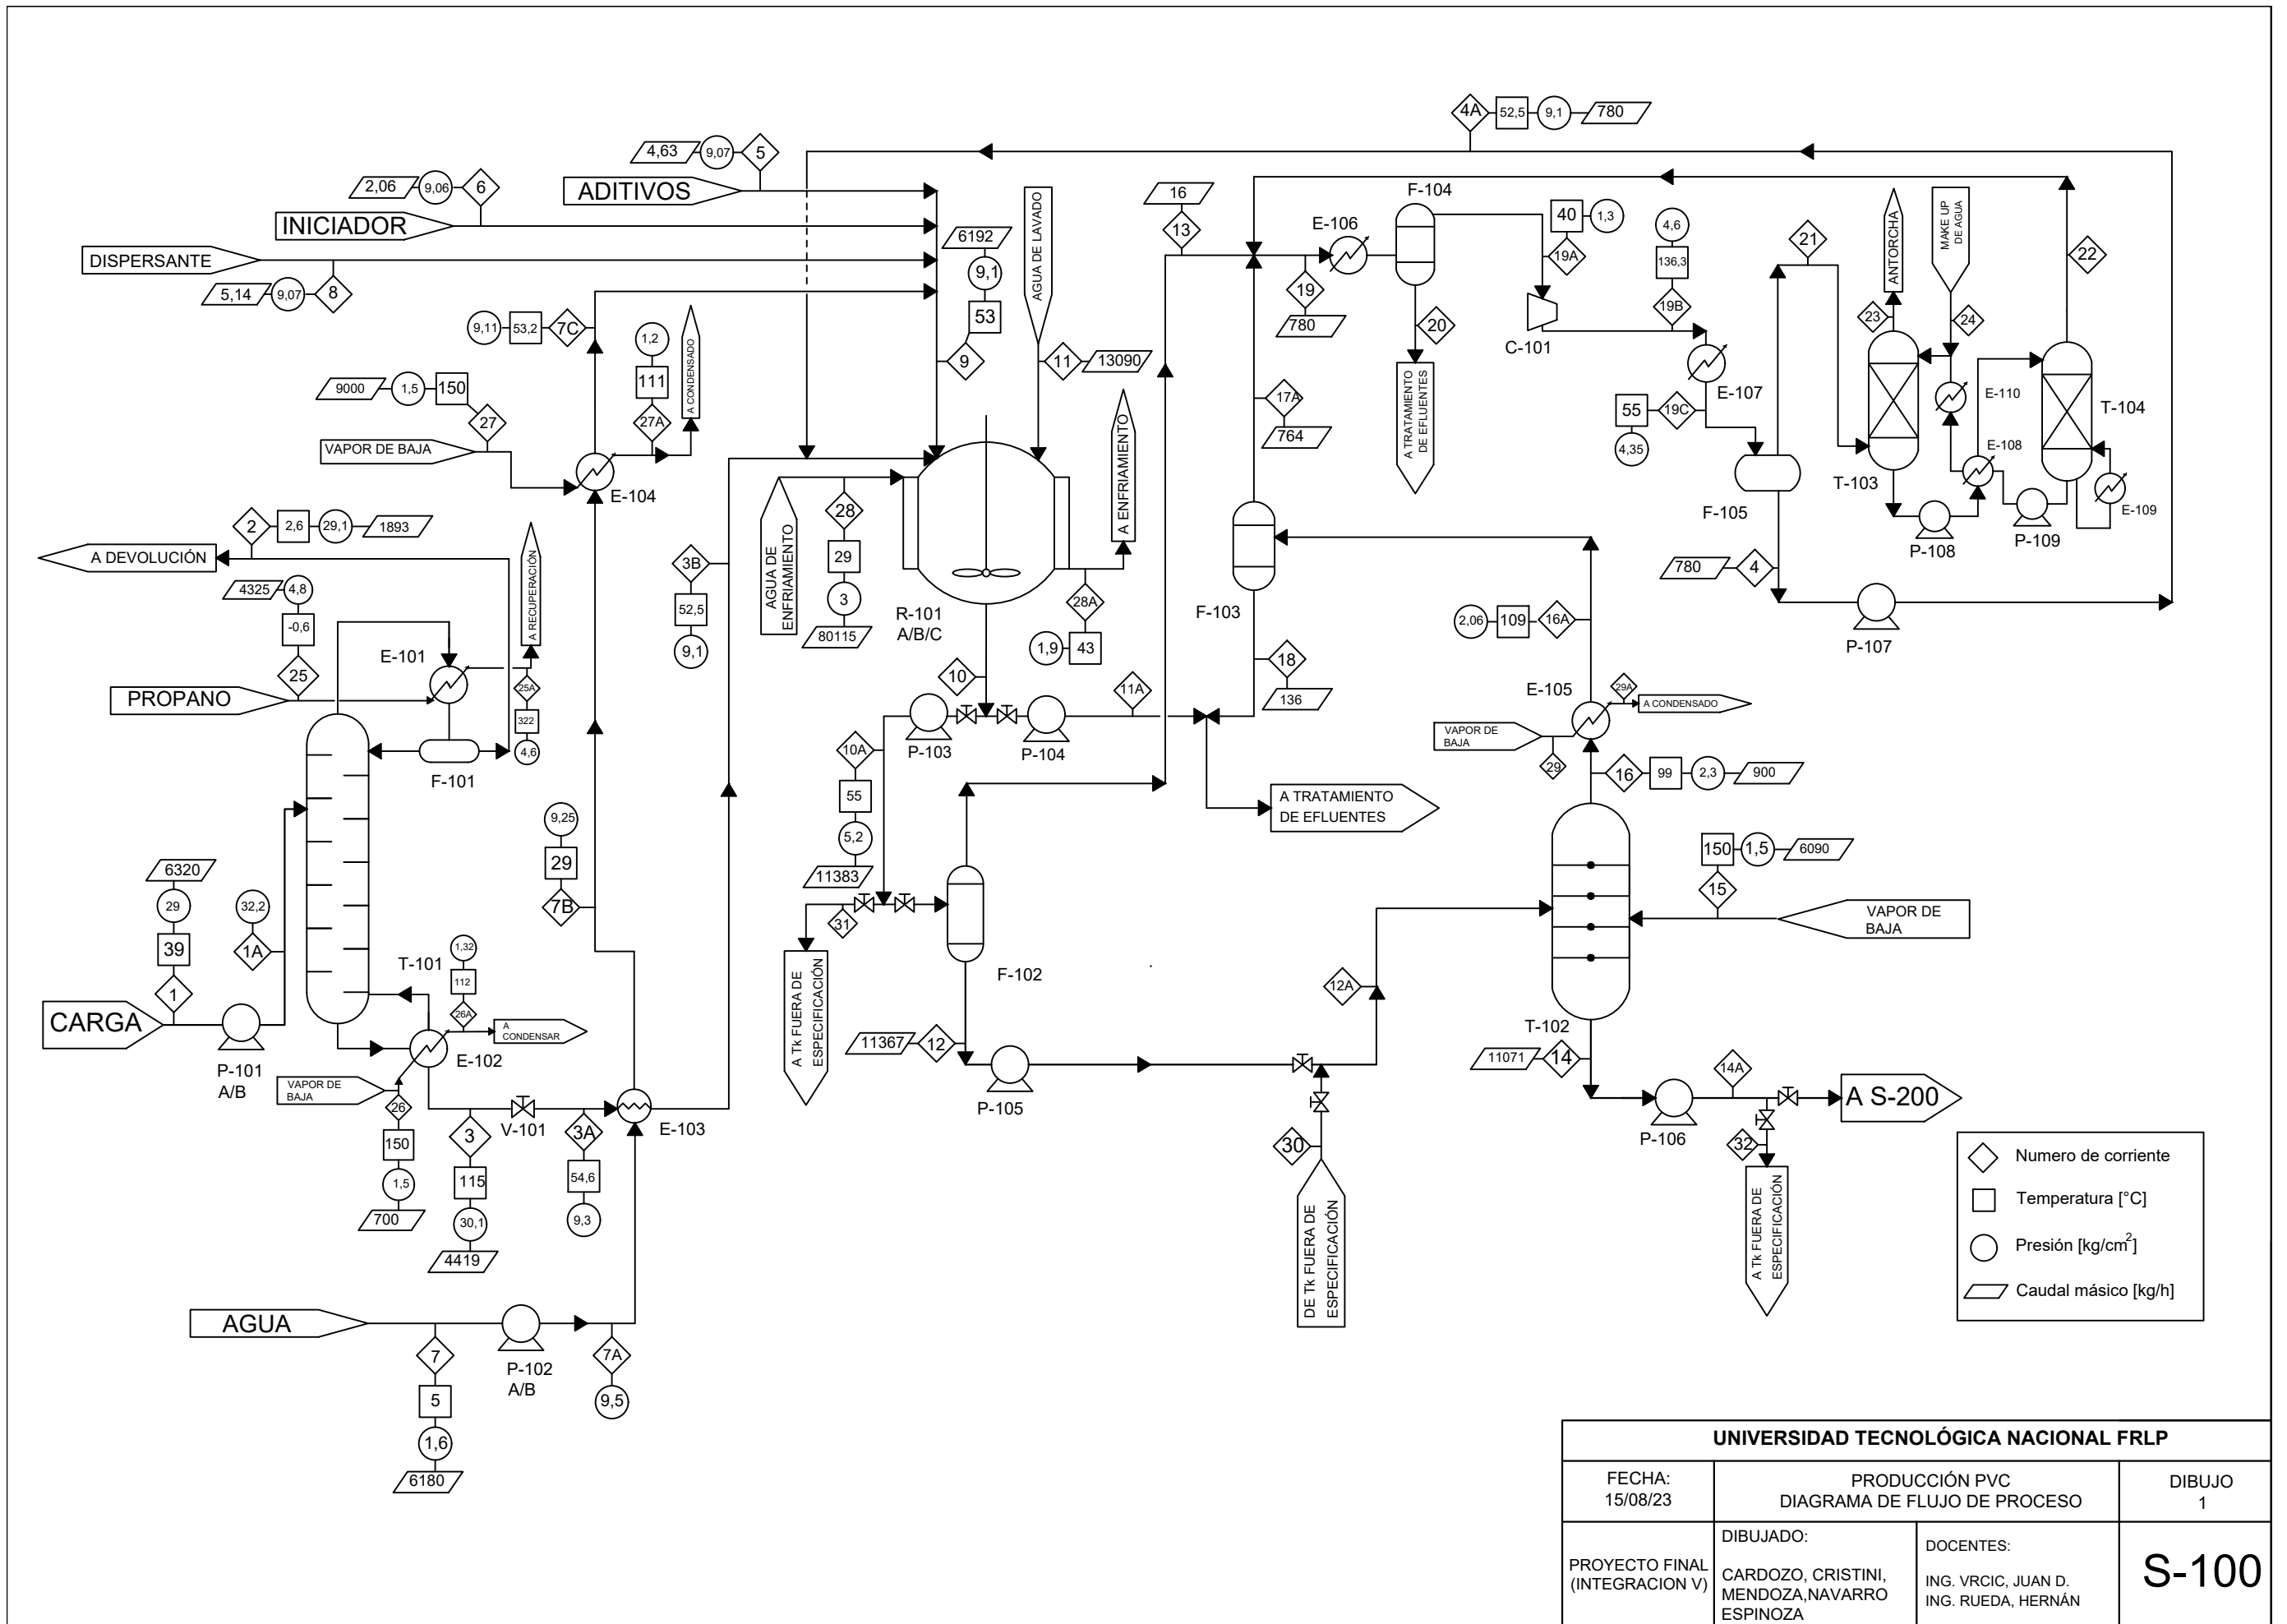 4A
52,5
9,1
780
4,63
9,07
5
ADITIVOS
2,06
9,06
6
INICIADOR
DISPERSANTE
5,14
9,07
8
6192
9,1
53
9
AGUA DE LAVADO
11
13090
16
13
F-104
E-106
40
1,3
19A
4,6
136,3
19B
C-101
E-107
19
780
20
A TRATAMIENTO
DE EFLUENTES
21
ANTORCHA
MAKE UP
DE AGUA
22
23
24
E-110
T-104
E-108
E-109
T-103
P-108
P-109
55
19C
4,35
F-105
780
4
P-107
9,11
53,2
7C
1,2
111
27A
A CONDENSADO
9000
1,5
150
27
VAPOR DE BAJA
E-104
17A
764
A ENFRIAMIENTO
AGUA DE
ENFRIAMIENTO
28
29
3
80115
R-101
A/B/C
28A
1,9
43
F-103
2
2,6
29,1
1893
A DEVOLUCIÓN
A RECUPERACIÓN
4325
4,8
-0,6
25
E-101
PROPANO
25A
322
4,6
F-101
3B
52,5
9,1
10
18
136
11A
P-103
P-104
10A
55
5,2
11383
2,06
109
16A
E-105
29A
A CONDENSADO
VAPOR DE
BAJA
29
16
99
2,3
900
A TRATAMIENTO
DE EFLUENTES
9,25
29
7B
6320
29
39
1
32,2
1A
CARGA
P-101
A/B
T-101
1,32
112
26A
A
CONDENSAR
E-102
VAPOR DE
BAJA
26
150
1,5
700
3
115
30,1
4419
V-101
3A
54,6
9,3
E-103
31
A Tk FUERA DE
ESPECIFICACIÓN
F-102
11367
12
P-105
12A
150
1,5
6090
15
VAPOR DE
BAJA
T-102
11071
14
14A
P-106
A S-200
32
A Tk FUERA DE
ESPECIFICACIÓN
30
DE Tk FUERA DE
ESPECIFICACIÓN
AGUA
7
5
1,6
6180
P-102
A/B
7A
9,5
Numero de corriente
Temperatura [°C]
Presión [kg/cm2]
Caudal másico [kg/h]
UNIVERSIDAD TECNOLÓGICA NACIONAL FRLP
FECHA:
15/08/23
PRODUCCIÓN PVC
DIAGRAMA DE FLUJO DE PROCESO
DIBUJO
1
PROYECTO FINAL
(INTEGRACION V)
DIBUJADO:
CARDOZO, CRISTINI,
MENDOZA,NAVARRO
ESPINOZA
DOCENTES:
ING. VRCIC, JUAN D.
ING. RUEDA, HERNÁN
S-100